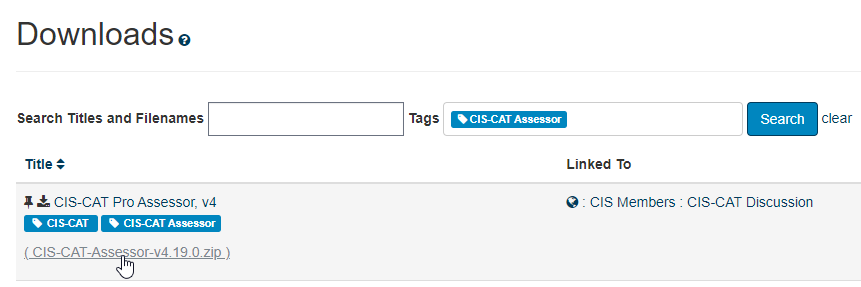 Downloads
Search Titles and Filenames Tags CIS-CAT Assessor Search clear
Title Linked To
CIS-CAT Pro Assessor, v4 : CIS Members : CIS-CAT Discussion
CIS-CAT CIS-CAT Assessor
( CIS-CAT-Assessor-v4.19.0.zip )